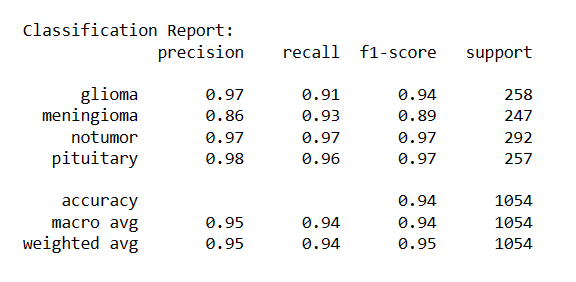 Classification Report:
precision recall f1-score support
glioma 0.97 0.91 0.94 258
meningioma 0.86 0.93 0.89 247
notumor 0.97 0.97 0.97 292
pituitary 0.98 0.96 0.97 257
accuracy 0.94 1054
macro avg 0.95 0.94 0.94 1054
weighted avg 0.95 0.94 0.95 1054